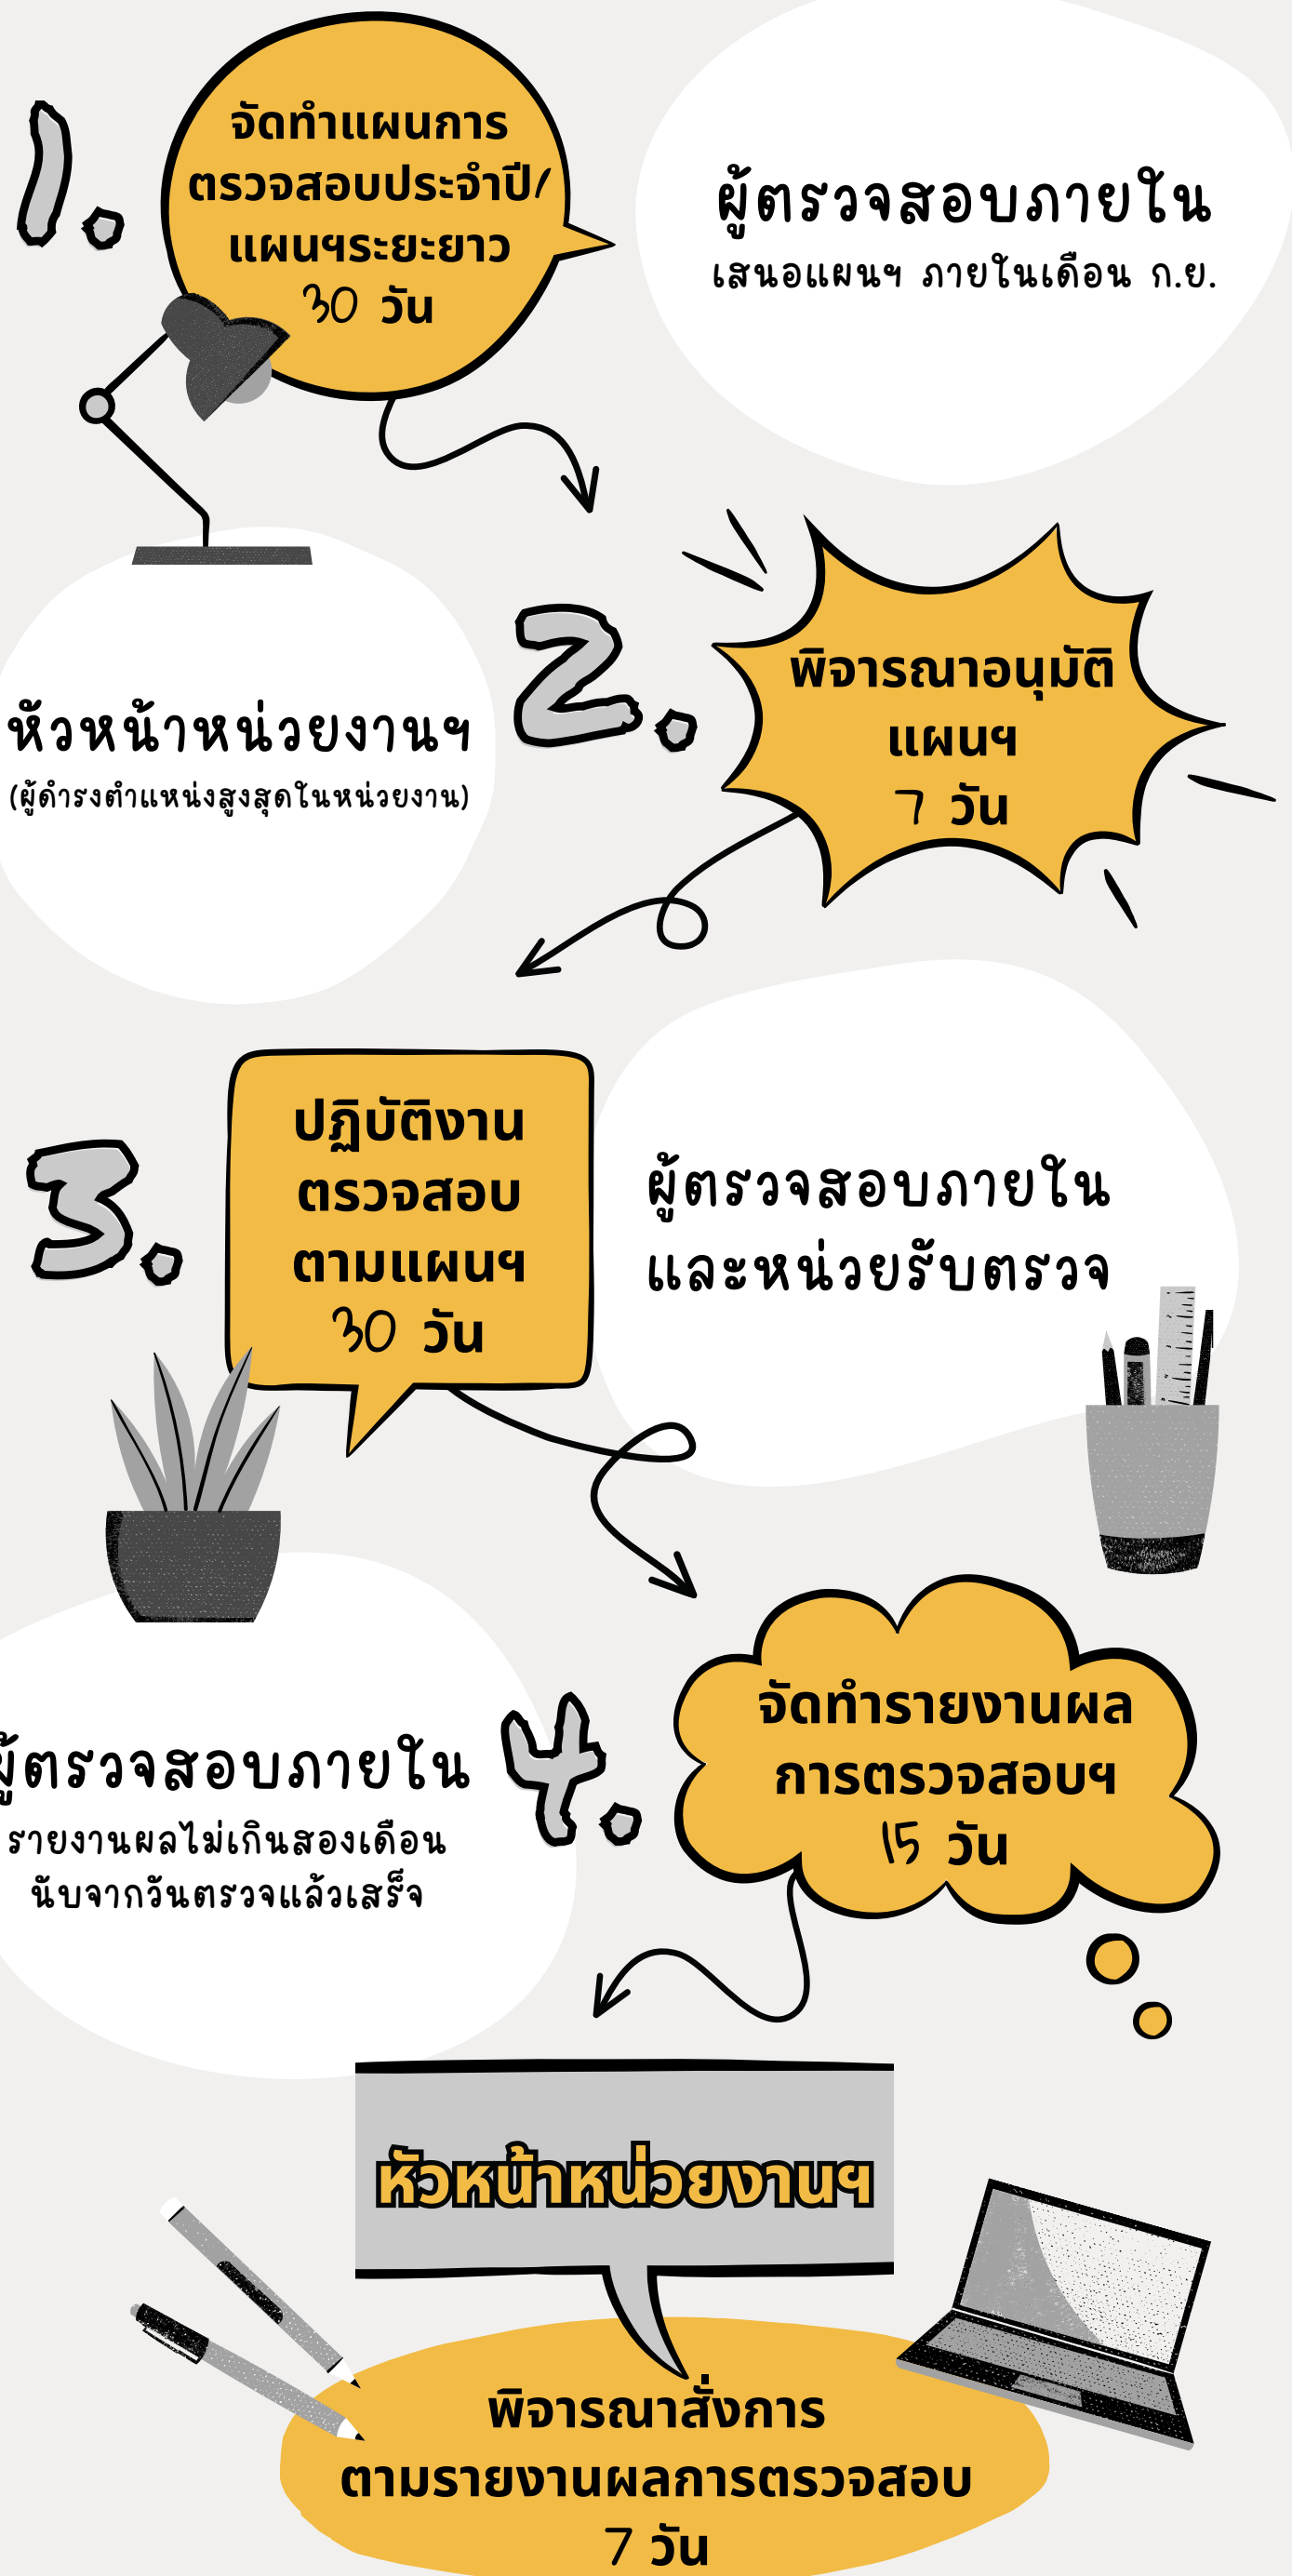 1.
จัดทำแผนการ
ตรวจสอบประจำปี/
แผนฯระยะยาว
30 วัน
ผู้ตรวจสอบภายใน
เสนอแผนฯ ภายในเดือน ก.ย.
2.
พิจารณาอนุมัติ
แผนฯ
7 วัน
หัวหน้าหน่วยงานฯ
(ผู้ดำรงตำแหน่งสูงสุดในหน่วยงาน)
3.
ปฏิบัติงาน
ตรวจสอบ
ตามแผนฯ
30 วัน
ผู้ตรวจสอบภายใน
และหน่วยรับตรวจ
4.
จัดทำรายงานผล
การตรวจสอบฯ
15 วัน
ผู้ตรวจสอบภายใน
รายงานผลไม่เกินสองเดือน
นับจากวันตรวจแล้วเสร็จ
หัวหน้าหน่วยงานฯ
พิจารณาสั่งการ
ตามรายงานผลการตรวจสอบ
7 วัน